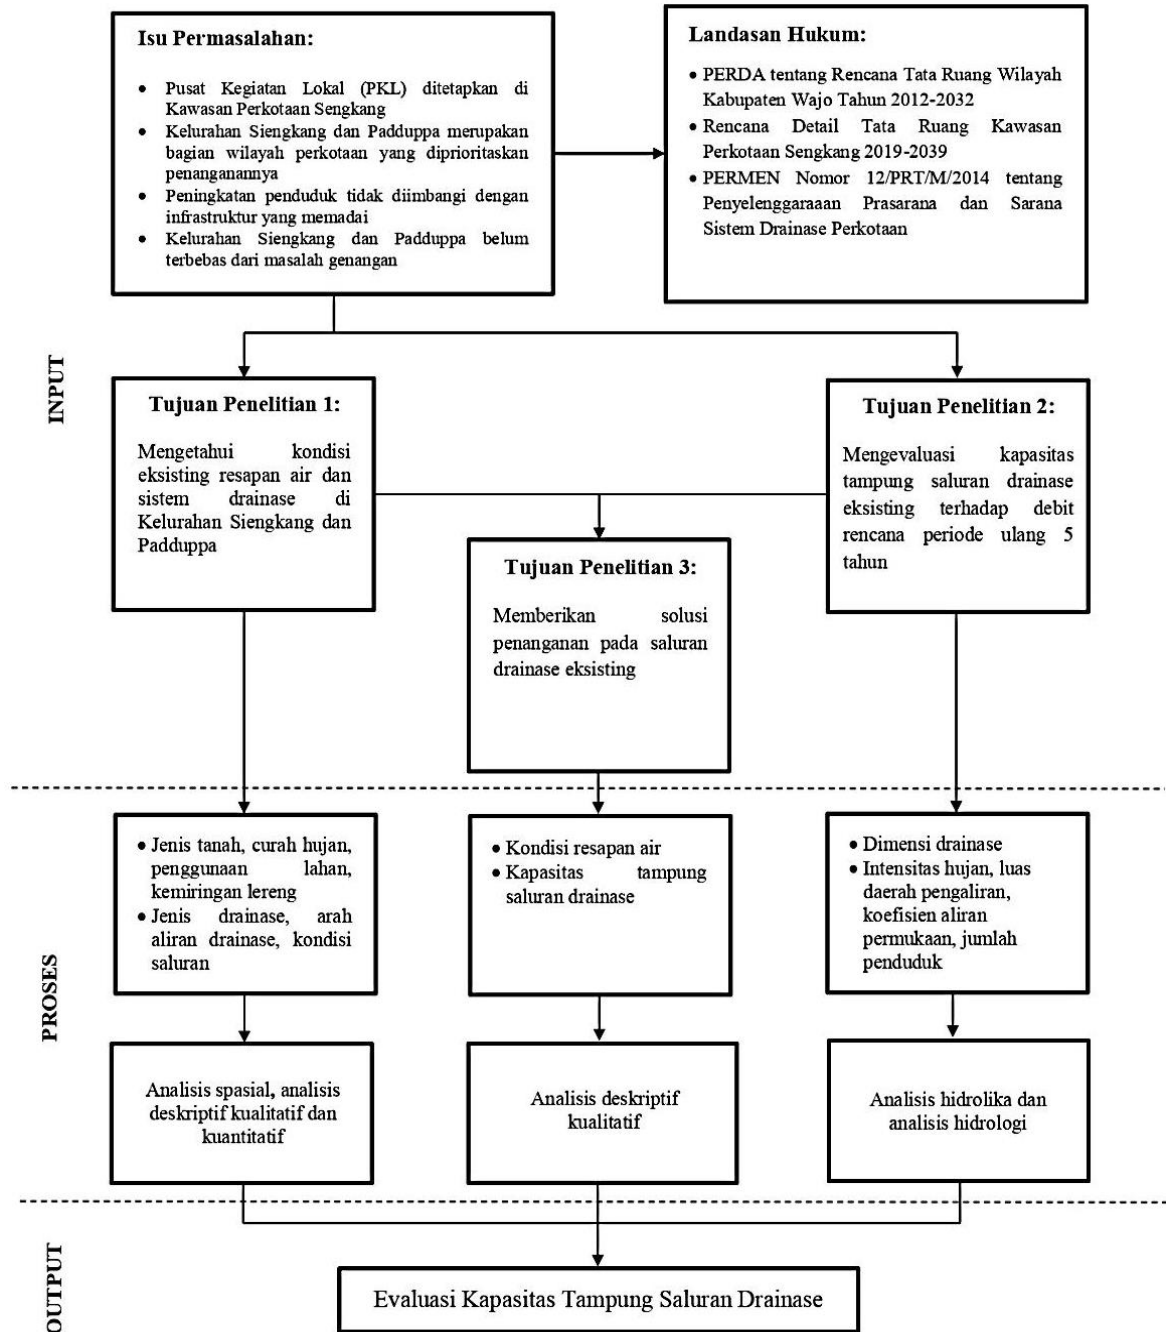 Isu Permasalahan:
• Pusat Kegiatan Lokal (PKL) ditetapkan di
Kawasan Perkotaan Sengkang
• Kelurahan Siengkang dan Padduppa merupakan
bagian wilayah perkotaan yang diprioritaskan
penanganannya
• Peningkatan penduduk tidak diimbangi dengan
infrastruktur yang memadai
• Kelurahan Siengkang dan Padduppa belum
terbebas dari masalah genangan
Landasan Hukum:
• PERDA tentang Rencana Tata Ruang Wilayah
Kabupaten Wajo Tahun 2012-2032
• Rencana Detail Tata Ruang Kawasan
Perkotaan Sengkang 2019-2039
• PERMEN Nomor 12/PRT/M/2014 tentang
Penyelenggaraaan Prasarana dan Sarana
Sistem Drainase Perkotaan
INPUT
Tujuan Penelitian 1:
Mengetahui kondisi
eksisting resapan air dan
sistem drainase di
Kelurahan Siengkang dan
Padduppa
Tujuan Penelitian 2:
Mengevaluasi kapasitas
tampung saluran drainase
eksisting terhadap debit
rencana periode ulang 5
tahun
Tujuan Penelitian 3:
Memberikan solusi
penanganan pada saluran
drainase eksisting
PROSES
• Jenis tanah, curah hujan,
penggunaan lahan,
kemiringan lereng
• Jenis drainase, arah
aliran drainase, kondisi
saluran
• Kondisi resapan air
• Kapasitas tampung
saluran drainase
• Dimensi drainase
• Intensitas hujan, luas
daerah pengaliran,
koefisien aliran
permukaan, jumlah
penduduk
Analisis spasial, analisis
deskriptif kualitatif dan
kuantitatif
Analisis deskriptif
kualitatif
Analisis hidrolika dan
analisis hidrologi
OUTPUT
Evaluasi Kapasitas Tampung Saluran Drainase